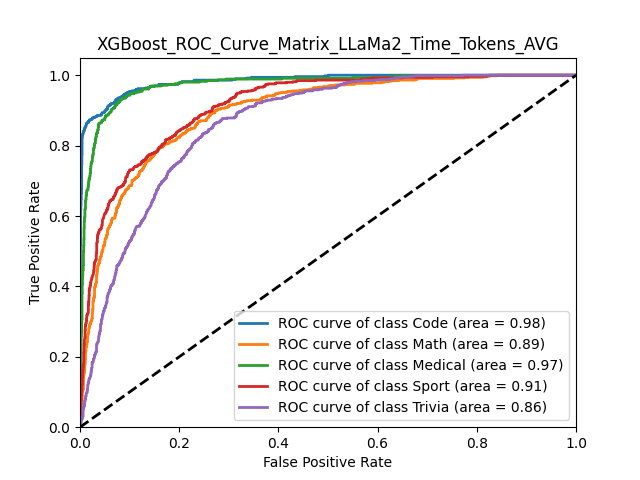 XGBoost_ROC_Curve_Matrix_LLaMa2_Time_Tokens_AVG
1.0
0.8
0.6
0.4
0.2
0.0
True Positive Rate
ROC curve of class Code (area = 0.98)
ROC curve of class Math (area = 0.89)
ROC curve of class Medical (area = 0.97)
ROC curve of class Sport (area = 0.91)
ROC curve of class Trivia (area = 0.86)
0.0 0.2 0.4 0.6 0.8 1.0
False Positive Rate